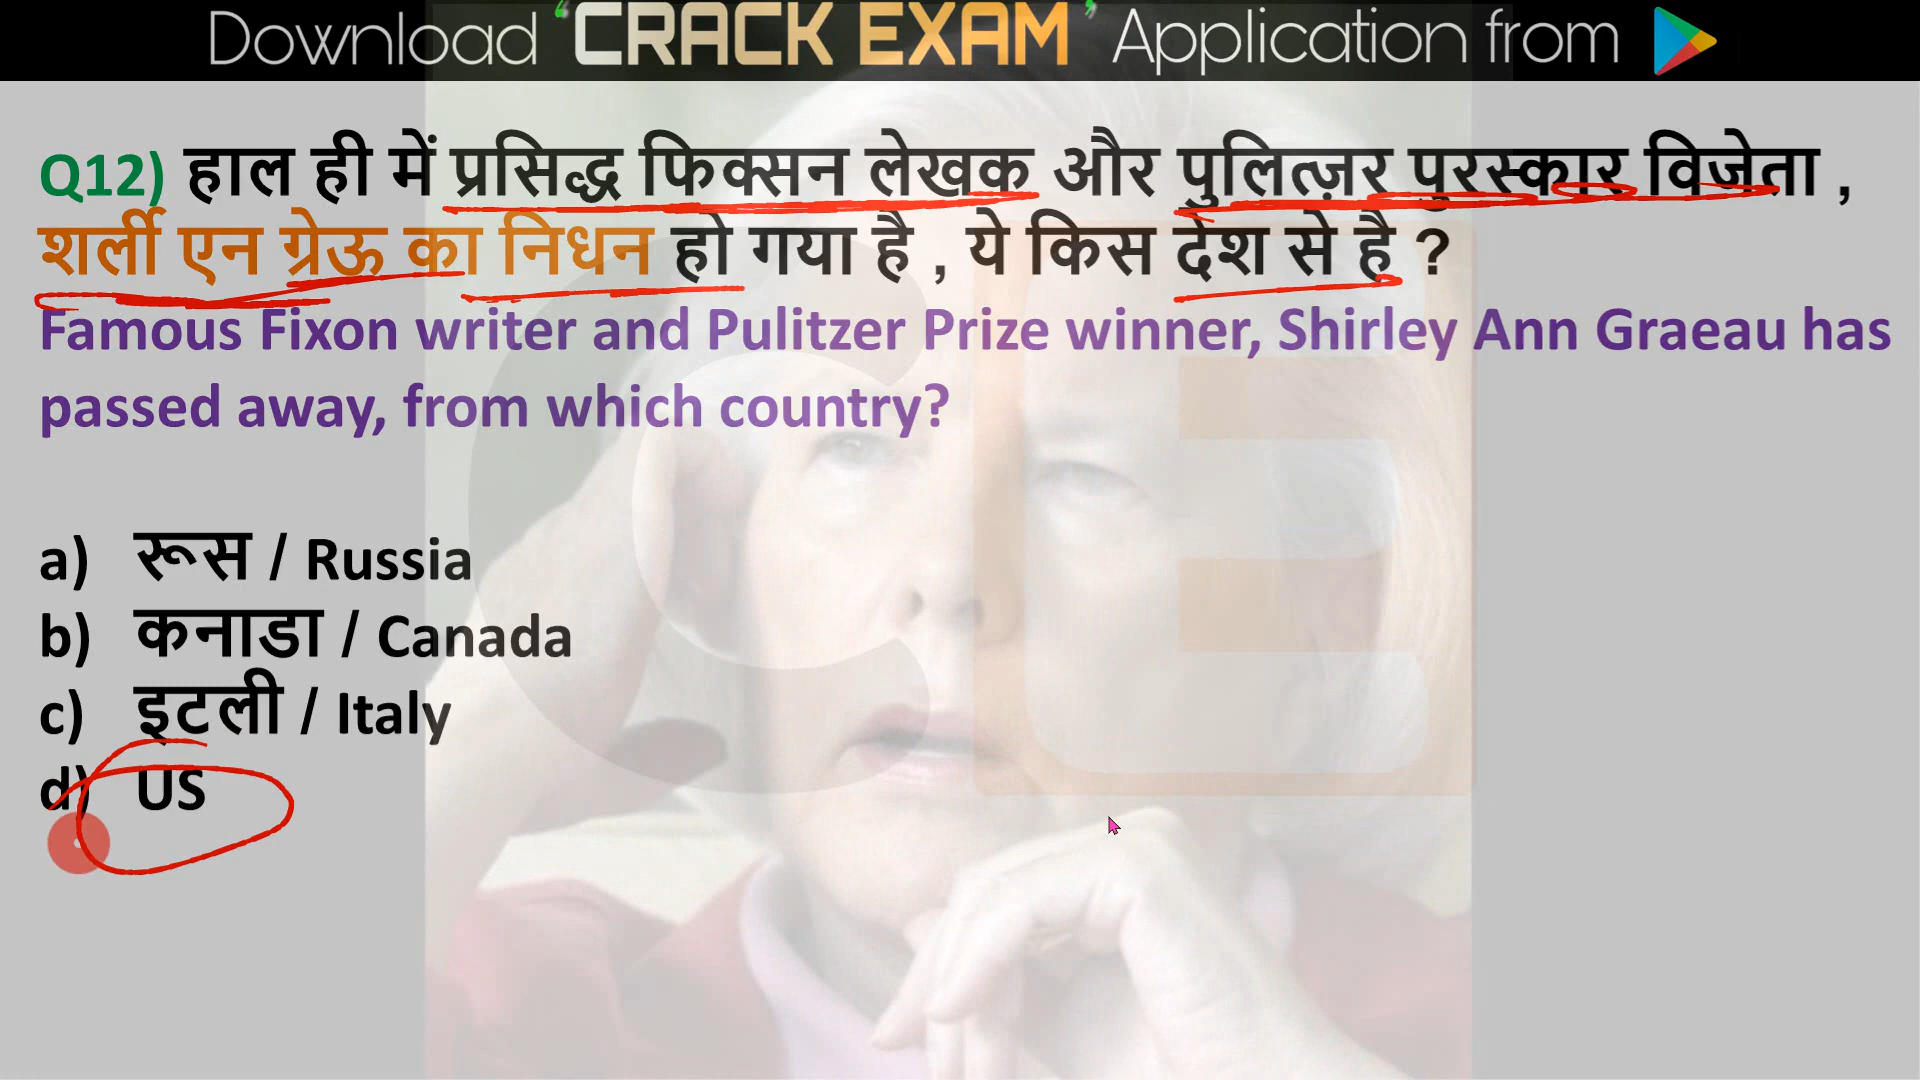 Download ‘CRACK EXAM’ Application from
Q12) हाल ही में प्रसिद्ध फिक्सन लेखक और पुलित्ज़र पुरस्कार विजेता ,
शर्ली एन ग्रेऊ का निधन हो गया है , ये किस देश से है ?
Famous Fixon writer and Pulitzer Prize winner, Shirley Ann Graeau has
passed away, from which country?
a) रूस / Russia
b) कनाडा / Canada
c) इटली / Italy
d) US
CE